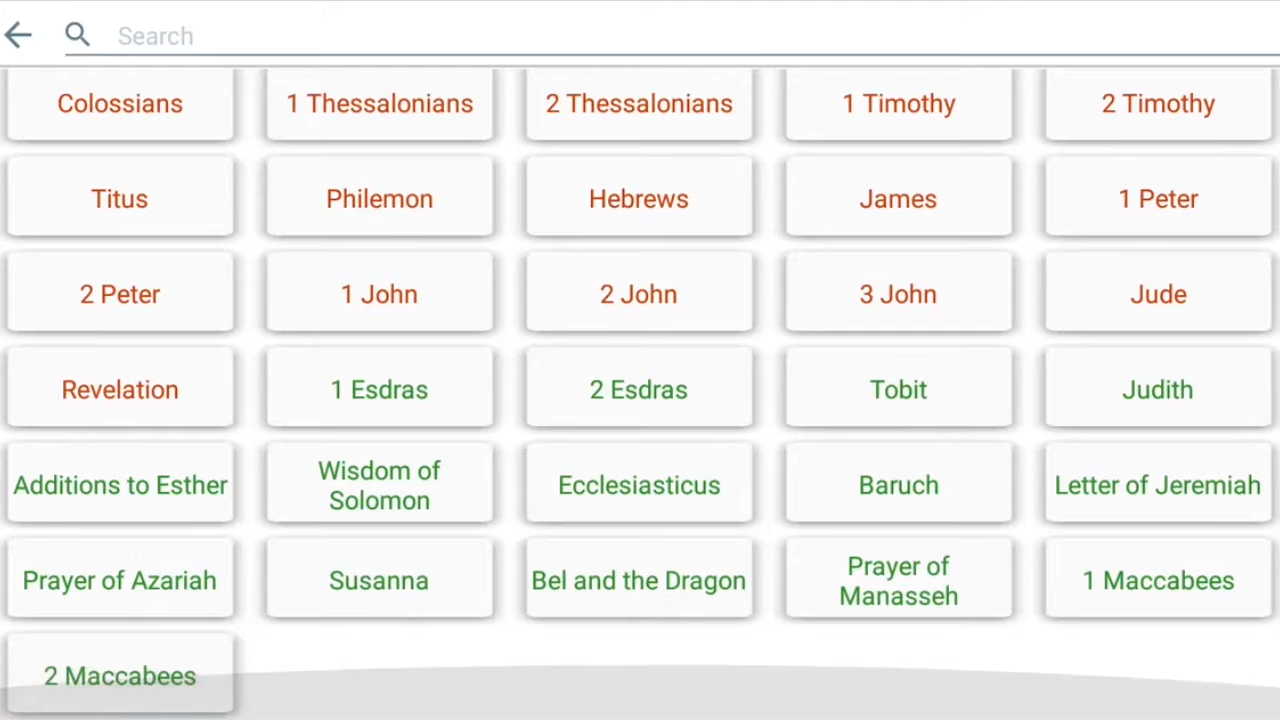 Search
Colossians
1 Thessalonians
2 Thessalonians
1 Timothy
2 Timothy
Titus
Philemon
Hebrews
James
1 Peter
2 Peter
1 John
2 John
3 John
Jude
Revelation
1 Esdras
2 Esdras
Tobit
Judith
Additions to Esther
Wisdom of
Solomon
Ecclesiasticus
Baruch
Letter of Jeremiah
Prayer of Azariah
Susanna
Bel and the Dragon
Prayer of
Manasseh
1 Maccabees
2 Maccabees